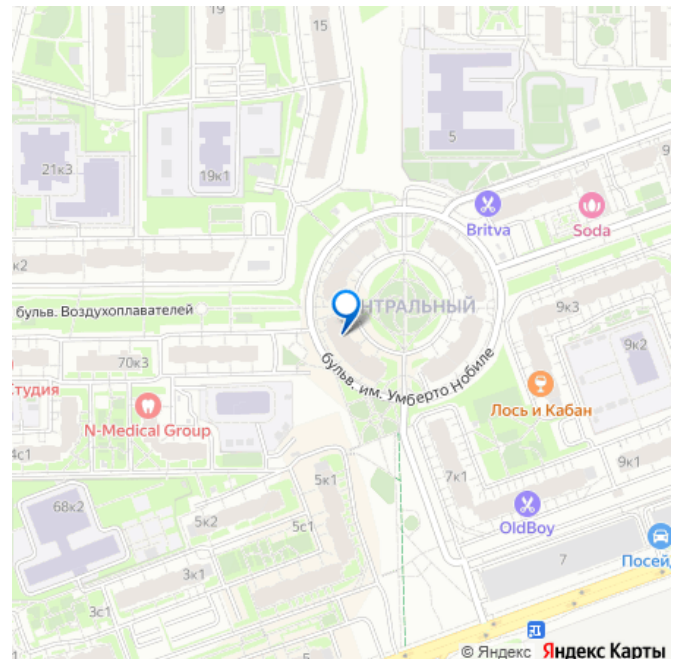 19
15
5
21к3
19к1
9
Britva
Soda
к2
бульв. Воздухоплавателей
НТРАЛЬНЫЙ
9к3
9к2
70к3
бульв. им. Умберто Нобиле
Студия
N-Medical Group
Лось и Кабан
4с1
5к1
7к1
9к1
68к2
5к2
5с1
OldBoy
3к1
7
Посей
3с1
© Яндекс Яндекс Карты